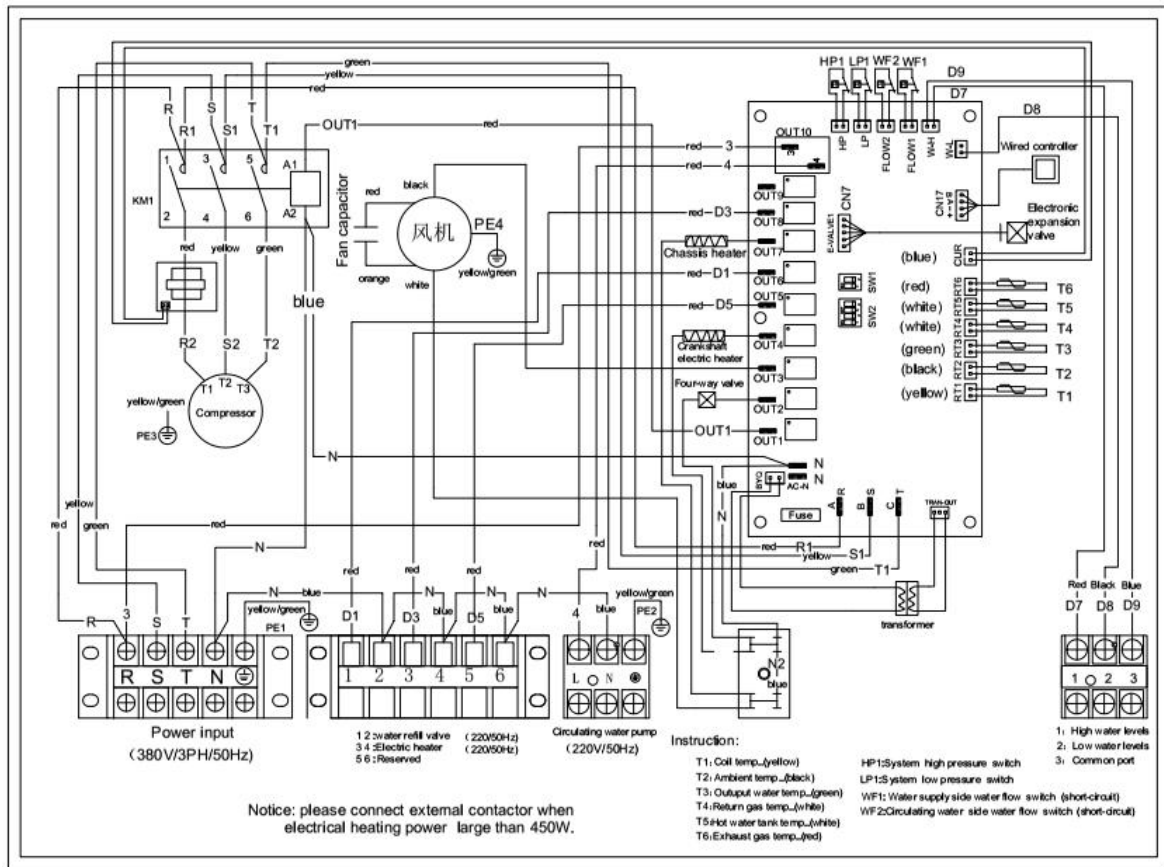 green
yellow
red
HP1 LP1 WF2 WF1
D9
D7
D8
R S T
R1 S1 T1
OUT1 red
OUT10
red 3
red 4
3
4
HP LP FLOW2 FLOW1 W-H W-L
Wired controller
1 3 5 A1
KM1
2 4 6 A2
red yellow green
red black
Fan capacitor
风机
PE4
yellow/green
orange white
blue
OUT9
red D3 OUT8
Chassis heater OUT7
red D1 OUT6
red D5 OUT5
Crankshaft
electric heater
OUT4
OUT3
Four-way valve
OUT2
OUT1 OUT1
CN7
E-VALVE1
CN17
B A - +
Electronic
expansion
valve
SW1
SW2
(blue) CUR
(red) RT6 T6
(white) RT5 T5
(white) RT4 T4
(green) RT3 T3
(black) RT2 T2
(yellow) RT1 T1
R2 S2 T2
T1 T2 T3
Compressor
yellow/green
PE3
N
blue
N
N
N
BYQ
AC-N
Fuse
A R
B S
C T
TRAN-OUT
red R1
yellow S1
green T1
transformer
red
yellow
green
red
N
R 3 S T
N blue
yellow/green
PE1
R S T N
Power input
(380V/3PH/50Hz)
red red red red
D1 N D3 N D5 N
blue blue blue
1 2 3 4 5 6
1 2:water refill valve (220/50Hz)
3 4:Electric heater (220/50Hz)
5 6:Reserved
4
yellow/green
PE2
L N
Circulating water pump
(220V/50Hz)
N2
blue
Red Black Blue
D7 D8 D9
1 2 3
1: High water levels
2: Low water levels
3: Common port
Instruction:
T1: Coil temp...(yellow)
T2: Ambient temp...(black)
T3: Outuput water temp...(green)
T4:Return gas temp...(white)
T5:Hot water tank temp...(white)
T6:Exhaust gas temp...(red)
HP1:System high pressure switch
LP1:System low pressure switch
WF1: Water supply side water flow switch (short-circuit)
WF2:Circulating water side water flow switch (short-circuit)
Notice: please connect external contactor when
electrical heating power large than 450W.